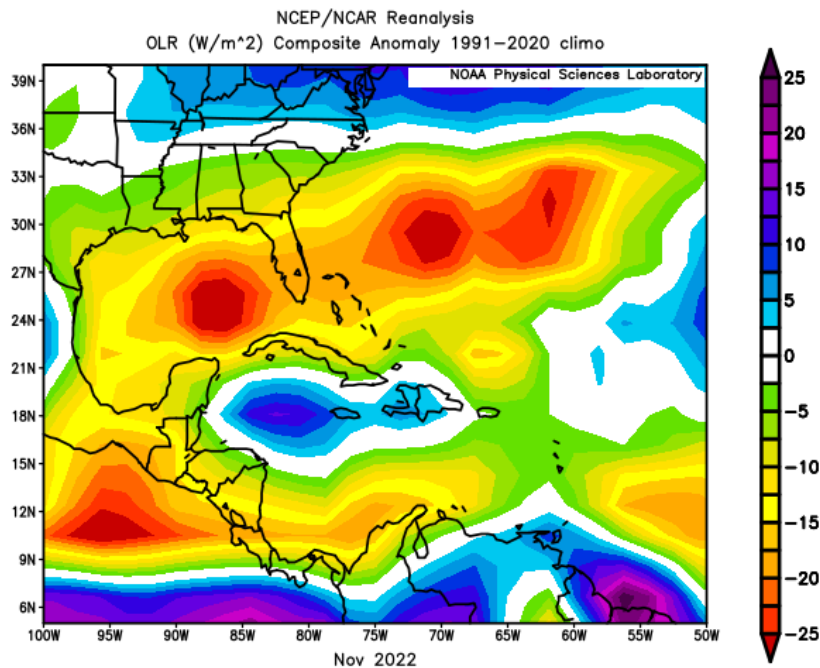 NCEP/NCAR Reanalysis
OLR (W/m^2) Composite Anomaly 1991-2020 climo
NOAA Physical Sciences Laboratory
39N
36N
33N
30N
27N
24N
21N
18N
15N
12N
9N
6N
100W 95W 90W 85W 80W 75W 70W 65W 60W 55W 50W
Nov 2022
25
20
15
10
5
0
-5
-10
-15
-20
-25